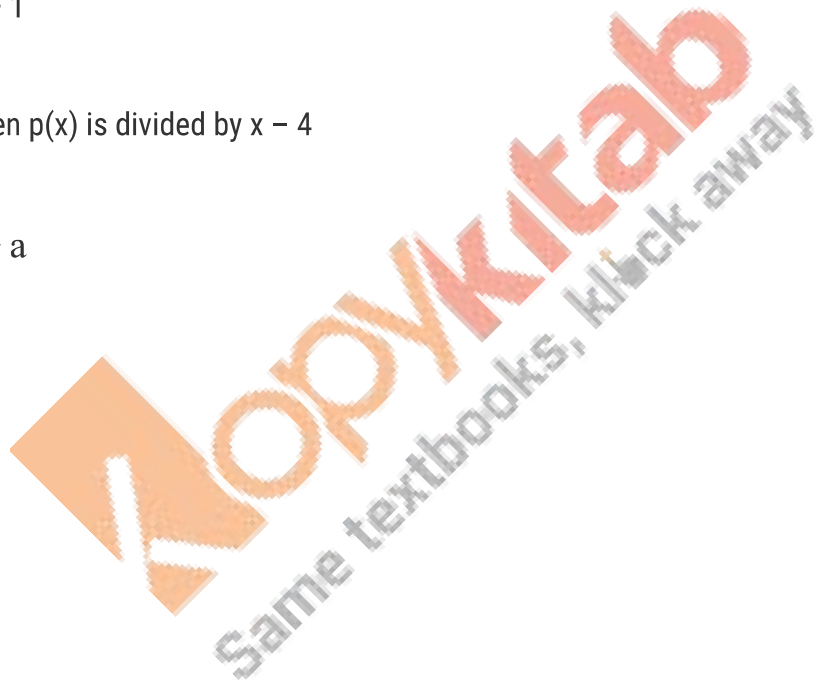 - 1
en p(x) is divided by x – 4
a
Kopykitab
Same textbooks, klick away